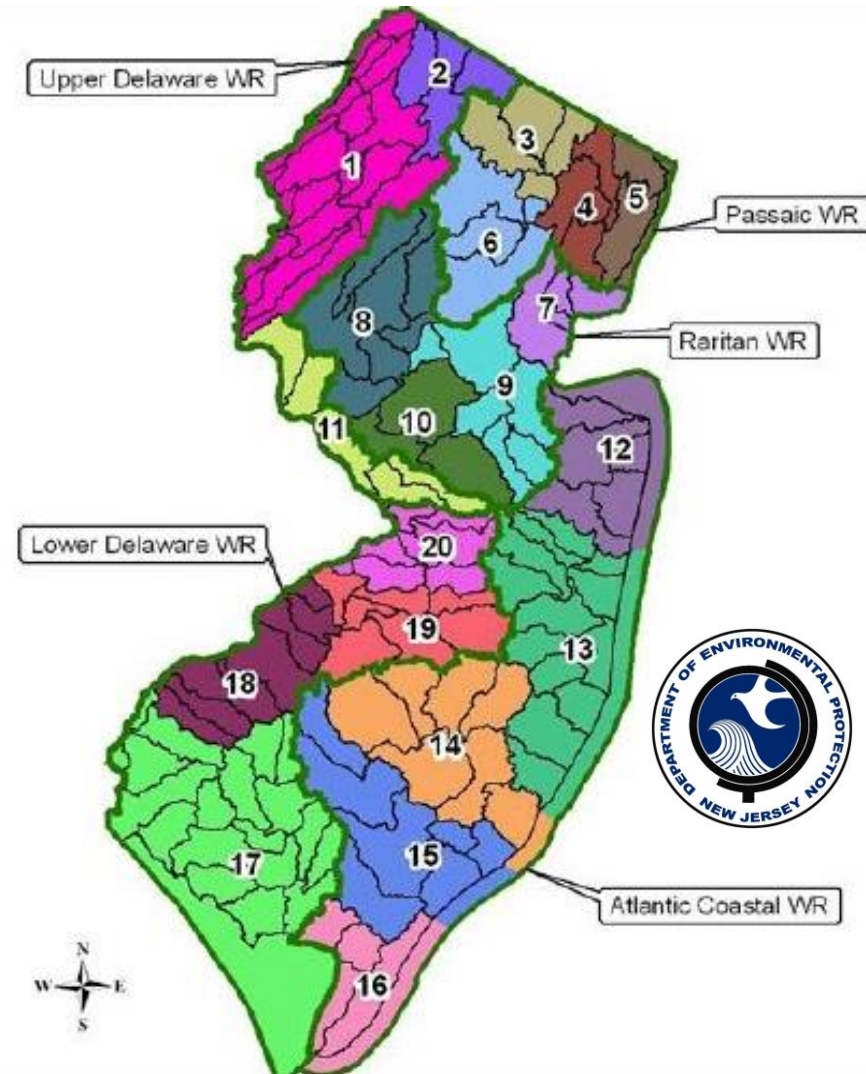 Upper Delaware WR
2
3
1
4
5
Passaic WR
6
7
8
Raritan WR
9
10
11
12
Lower Delaware WR
20
19
13
18
14
DEPARTMENT OF ENVIRONMENTAL PROTECTION
NEW JERSEY
15
17
Atlantic Coastal WR
16
N
W E
S